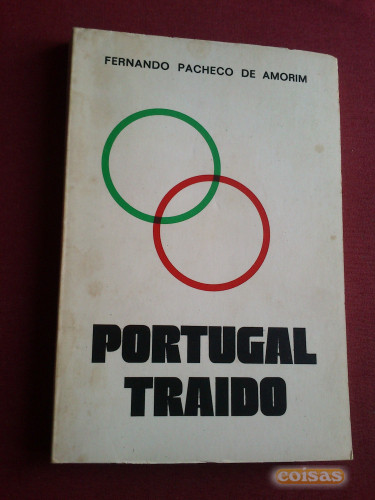 FERNANDO PACHECO DE AMORIM
PORTUGAL
TRAIDO
coisas